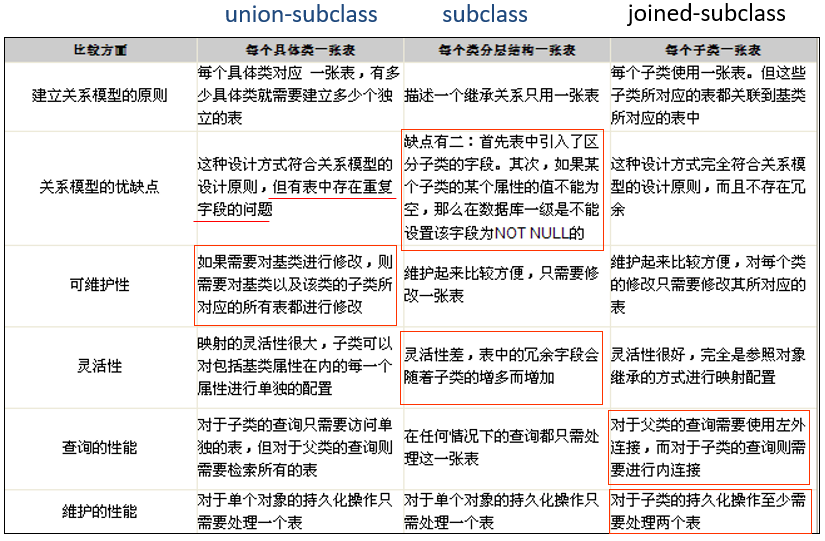 union-subclass subclass joined-subclass
比较方面 每个具体类一张表 每个类分层结构一张表 每个子类一张表
建立关系模型的原则
每个具体类对应 一张表，有多
少具体类就需要建立多少个独
立的表
描述一个继承关系只用一张表
每个子类使用一张表。但这些
子类所对应的表都关联到基类
所对应的表中
关系模型的优缺点
这种设计方式符合关系模型的
设计原则，但有表中存在重复
字段的问题
缺点有二：首先表中引入了区
分子类的字段。其次，如果某
个子类的某个属性的值不能为
空，那么在数据库一级是不能
设置该字段为NOT NULL的
这种设计方式完全符合关系模
型的设计原则，而且不存在冗
余
可维护性
如果需要对基类进行修改，则
需要对基类以及该类的子类所
对应的所有表都进行修改
维护起来比较方便，只需要修
改一张表
维护起来比较方便，对每个类
的修改只需要修改其所对应的
表
灵活性
映射的灵活性很大，子类可以
对包括基类属性在内的每一个
属性进行单独的配置
灵活性差，表中的冗余字段会
随着子类的增多而增加
灵活性很好，完全是参照对象
继承的方式进行映射配置
查询的性能
对于子类的查询只需要访问单
独的表，但对于父类的查询则
需要检索所有的表
在任何情况下的查询都只需处
理这一张表
对于父类的查询需要使用左外
连接，而对于子类的查询则需
要进行内连接
维护的性能
对于单个对象的持久化操作只
需要处理一个表
对于单个对象的持久化操作只
需处理一个表
对于子类的持久化操作至少需
要处理两个表